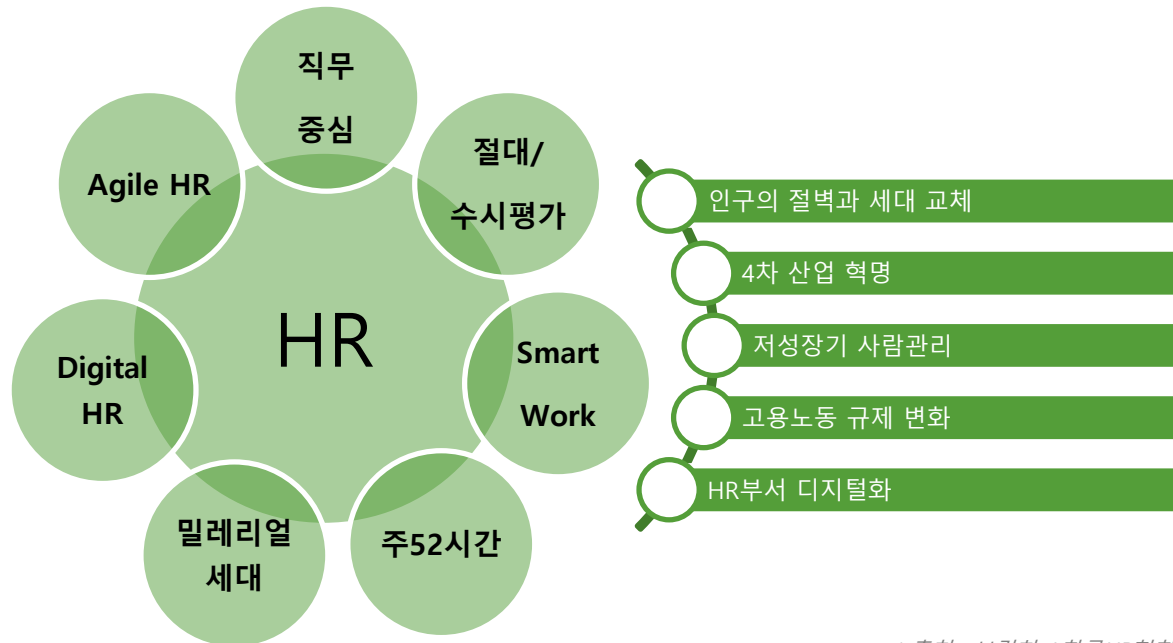 직무
중심
절대/
수시평가
Agile HR
HR
Smart
Work
Digital
HR
밀레리얼
세대
주52시간
인구의 절벽과 세대 교체
4차 산업 혁명
저성장기 사람관리
고용노동 규제 변화
HR부서 디지털화